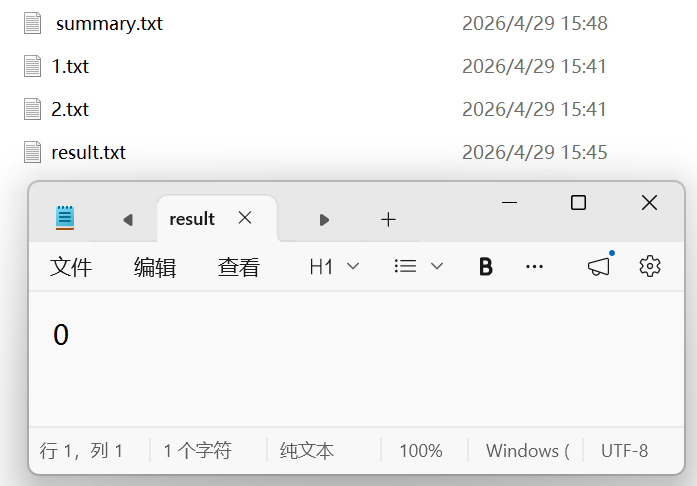 summary.txt 2026/4/29 15:48
1.txt 2026/4/29 15:41
2.txt 2026/4/29 15:41
result.txt 2026/4/29 15:45
result
文件 编辑 查看 H1 B ...
0
行 1，列 1 1 个字符 纯文本 100% Windows ( UTF-8